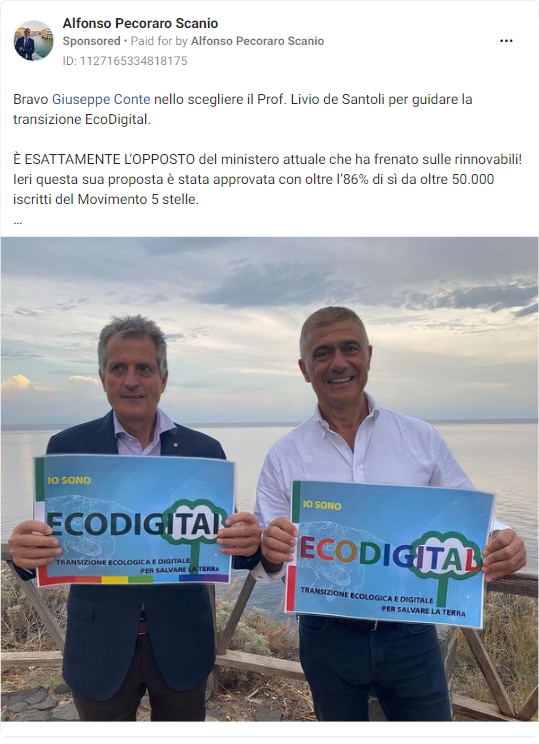 Alfonso Pecoraro Scanio
Sponsored • Paid for by Alfonso Pecoraro Scanio
ID: 1127165334818175
Bravo Giuseppe Conte nello scegliere il Prof. Livio de Santoli per guidare la
transizione EcoDigital.
È ESATTAMENTE L'OPPOSTO del ministero attuale che ha frenato sulle rinnovabili!
Ieri questa sua proposta è stata approvata con oltre l'86% di sì da oltre 50.000
iscritti del Movimento 5 stelle.
...
IO SONO
ECODIGITAL
TRANSIZIONE ECOLOGICA E DIGITALE
PER SALVARE LA TERRA
IO SONO
ECODIGITAL
TRANSIZIONE ECOLOGICA E DIGITALE
PER SALVARE LA TERRA